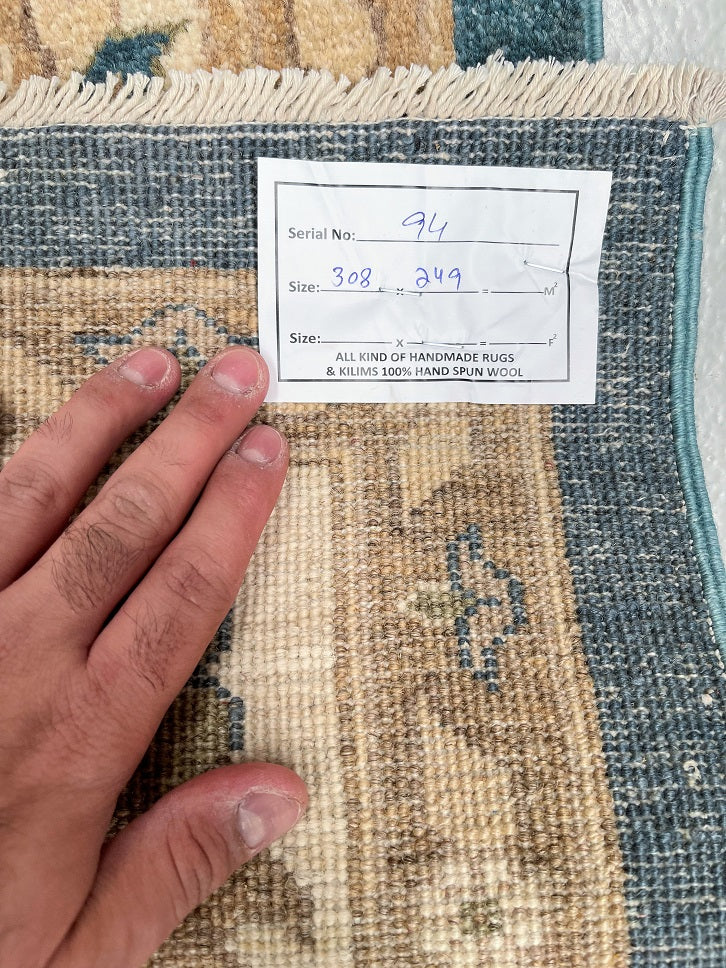 Serial No: 94
Size: 308 x 249 = M²
Size: x = F²
ALL KIND OF HANDMADE RUGS
& KILIMS 100% HAND SPUN WOOL